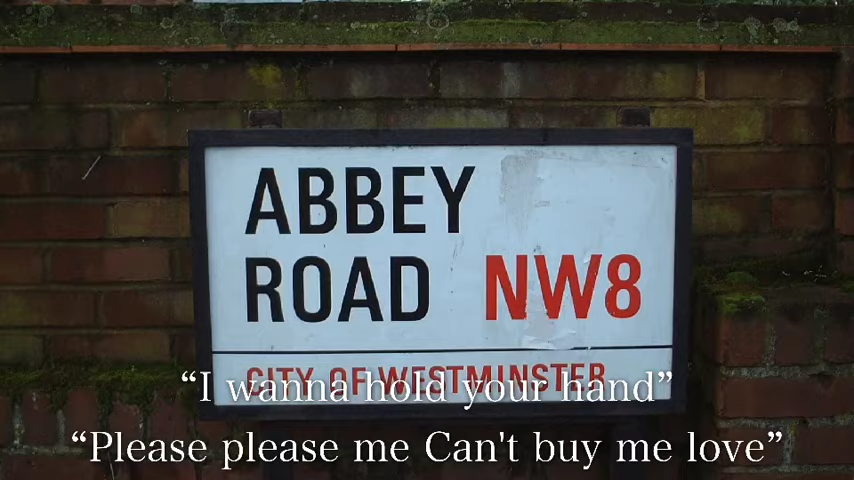 ABBEY
ROAD NW8
CITY OF WESTMINSTER
“I wanna hold your hand”
“Please please me Can't buy me love”